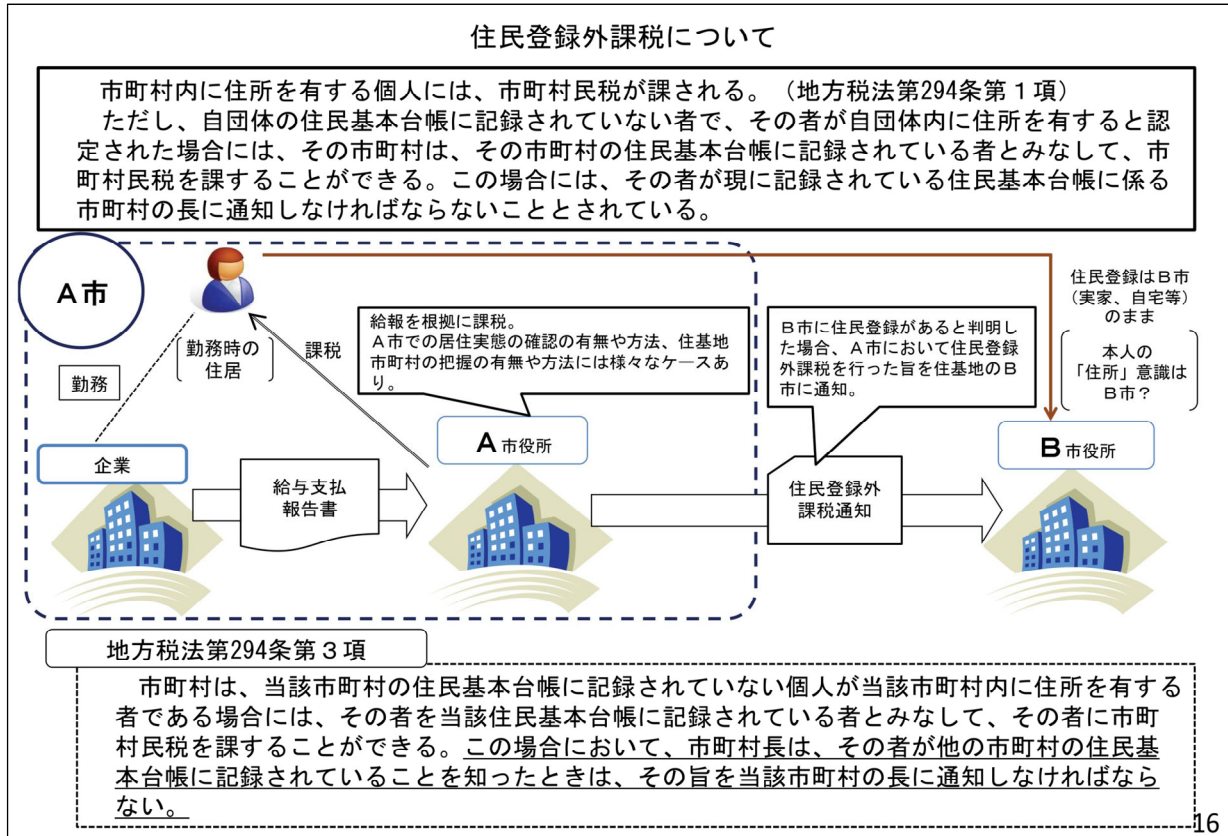 住民登録外課税について
市町村内に住所を有する個人には、市町村民税が課される。（地方税法第294条第１項）
ただし、自団体の住民基本台帳に記録されていない者で、その者が自団体内に住所を有すると認
定された場合には、その市町村は、その市町村の住民基本台帳に記録されている者とみなして、市
町村民税を課することができる。この場合には、その者が現に記録されている住民基本台帳に係る
市町村の長に通知しなければならないこととされている。
Ａ市
勤務時の
住居
勤務
課税
給報を根拠に課税。
Ａ市での居住実態の確認の有無や方法、住基地
市町村の把握の有無や方法には様々なケースあ
り。
Ｂ市に住民登録があると判明し
た場合、Ａ市において住民登録
外課税を行った旨を住基地のＢ
市に通知。
住民登録はＢ市
（実家、自宅等）
のまま
本人の
「住所」意識は
Ｂ市？
企業
給与支払
報告書
Ａ市役所
住民登録外
課税通知
Ｂ市役所
地方税法第294条第３項
市町村は、当該市町村の住民基本台帳に記録されていない個人が当該市町村内に住所を有する
者である場合には、その者を当該住民基本台帳に記録されている者とみなして、その者に市町
村民税を課することができる。この場合において、市町村長は、その者が他の市町村の住民基
本台帳に記録されていることを知ったときは、その旨を当該市町村の長に通知しなければなら
ない。
16